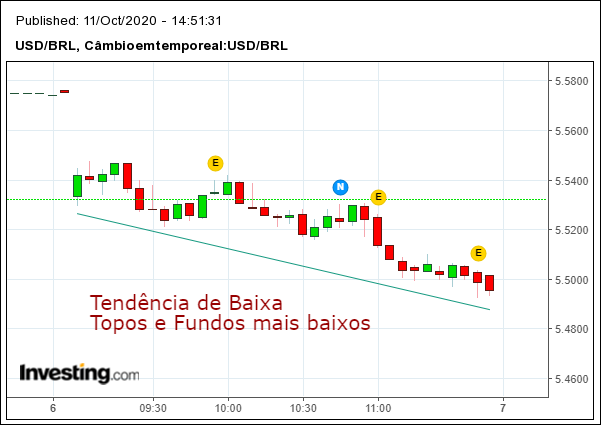 Published: 11/Oct/2020 - 14:51:31
USD/BRL, Câmbioemtemporeal:USD/BRL
5.5800
5.5600
E
N
E
5.5400
5.5200
E
5.5000
Tendência de Baixa
Topos e Fundos mais baixos
5.4800
Investing.com
5.4600
6
09:30
10:00
10:30
11:00
7